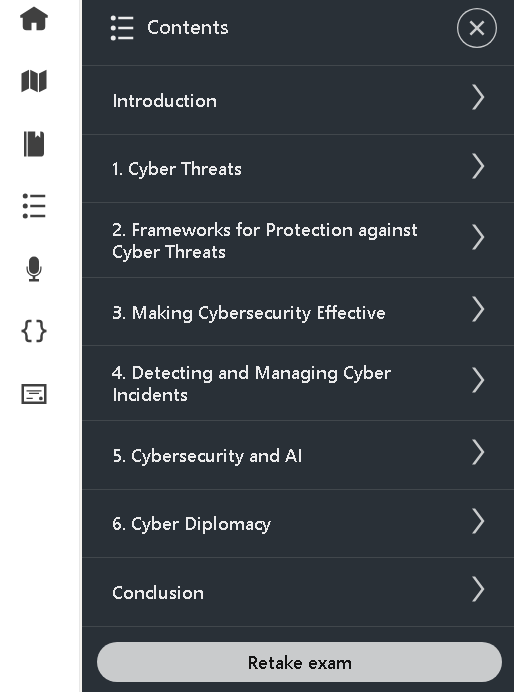 Contents
Introduction
1. Cyber Threats
2. Frameworks for Protection against
Cyber Threats
3. Making Cybersecurity Effective
4. Detecting and Managing Cyber
Incidents
5. Cybersecurity and AI
6. Cyber Diplomacy
Conclusion
Retake exam